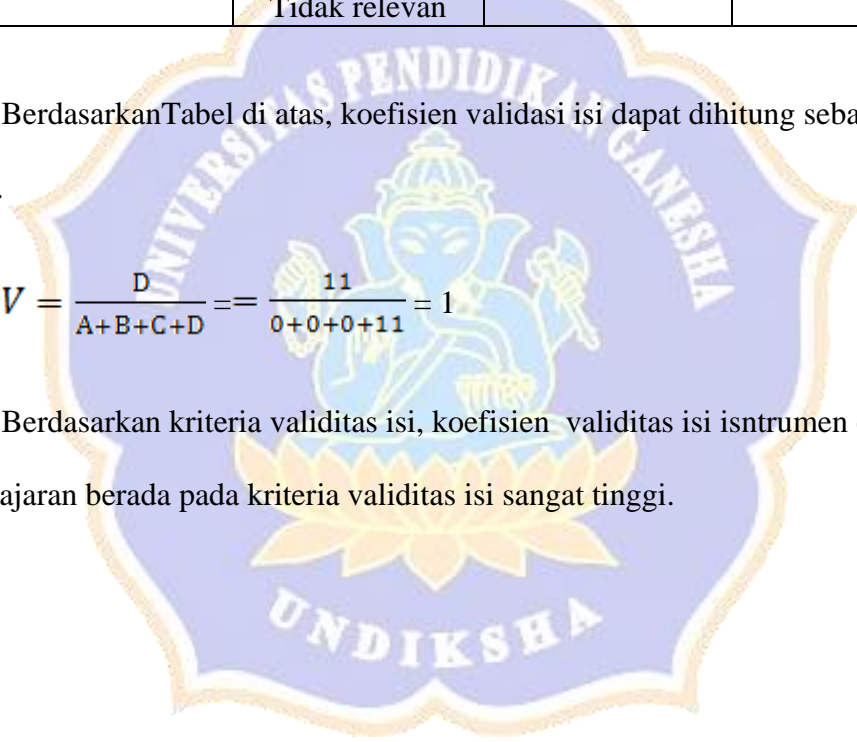 Tidak relevan
BerdasarkanTabel di atas, koefisien validasi isi dapat dihitung seba
.
V = D / A+B+C+D == 11 / 0+0+0+11 = 1
Berdasarkan kriteria validitas isi, koefisien validitas isi isntrumen
ajaran berada pada kriteria validitas isi sangat tinggi.
UNIVERSITAS PENDIDIKAN GANESHA
UNDIKSHA